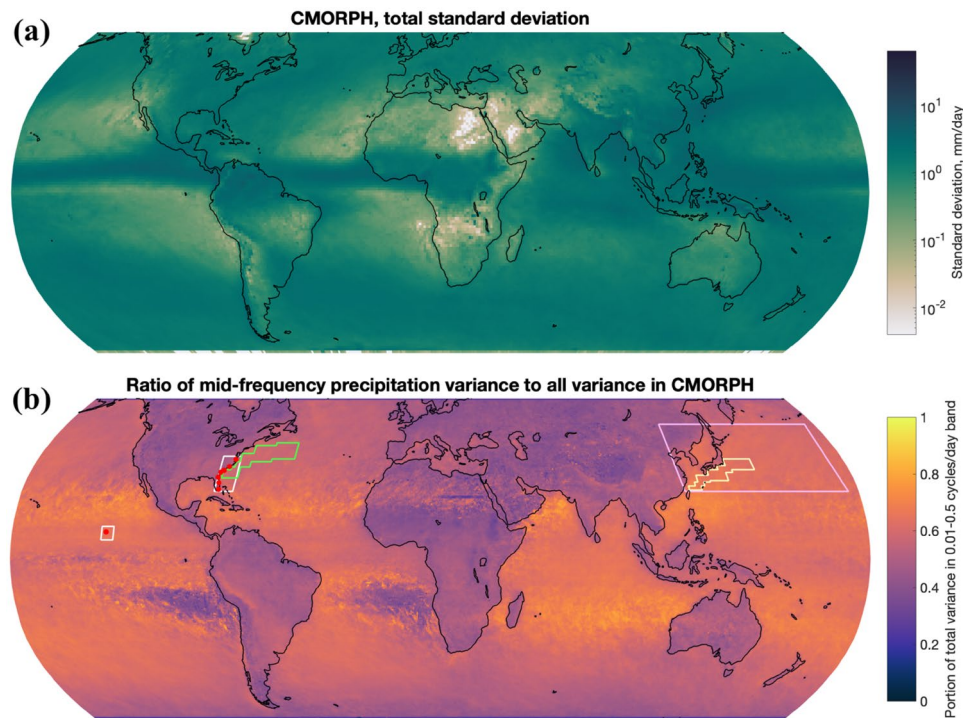 (a)
CMORPH, total standard deviation
10¹
10⁰
10⁻¹
10⁻²
Standard deviation, mm/day
(b)
Ratio of mid-frequency precipitation variance to all variance in CMORPH
1
0.8
0.6
0.4
0.2
0
Portion of total variance in 0.01-0.5 cycles/day band